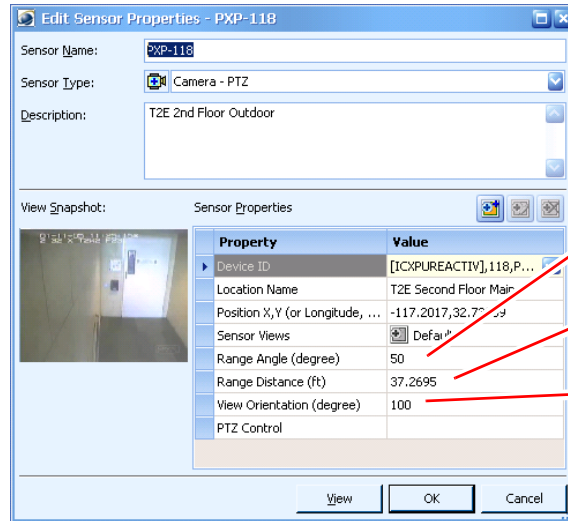 Edit Sensor Properties - PXP-118
Sensor Name: PXP-118
Sensor Type: Camera - PTZ
Description: T2E 2nd Floor Outdoor
View Snapshot: Sensor Properties
Property Value
Device ID [ICXPUREACTIV],118,P...
Location Name T2E Second Floor Main
Position X,Y (or Longitude, ... -117.2017,32.73
Sensor Views Default
Range Angle (degree) 50
Range Distance (ft) 37.2695
View Orientation (degree) 100
PTZ Control
View OK Cancel